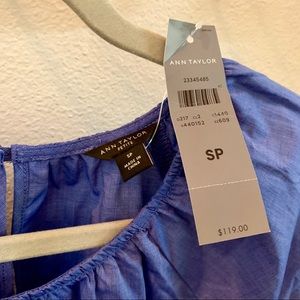 ANN TAYLOR
23345485
SP
$119.00
ANN TAYLOR
PETITE
SP
MADE IN
CHINA